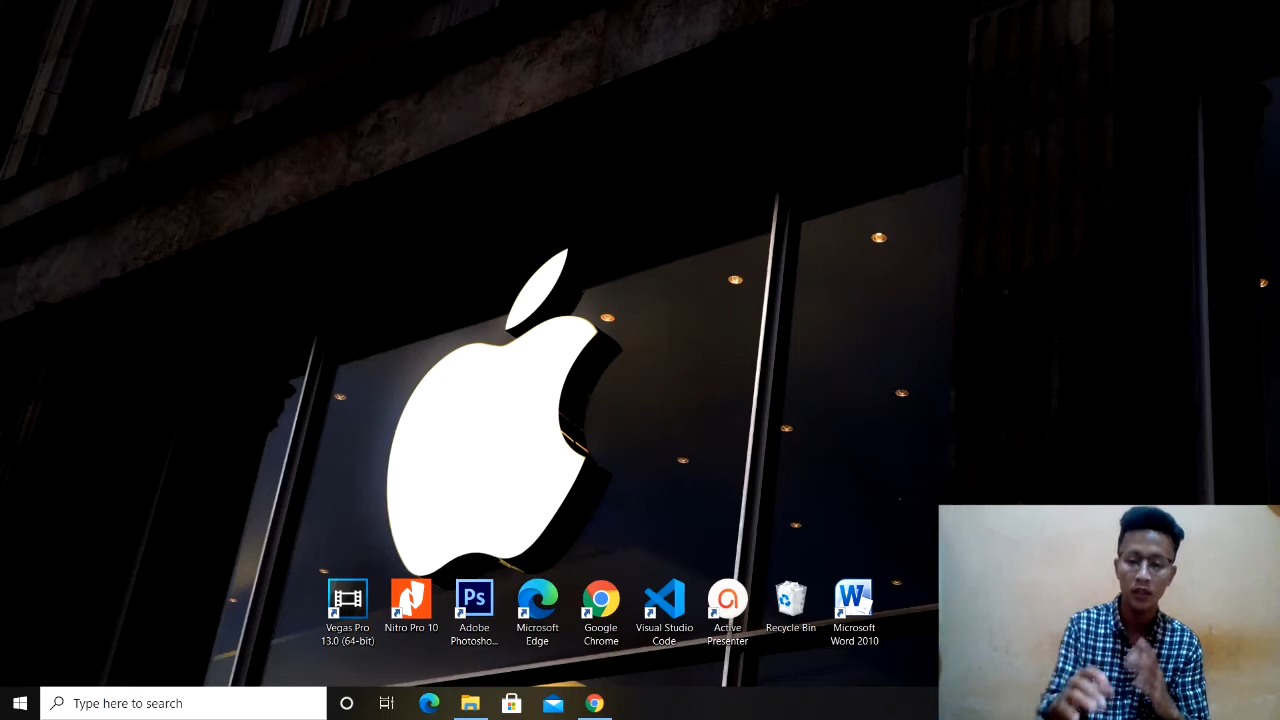 Vegas Pro
13.0 (64-bit)
Nitro Pro 10
Adobe
Photosho...
Microsoft
Edge
Google
Chrome
Visual Studio
Code
Active
Presenter
Recycle Bin
Microsoft
Word 2010
Ps
W
Type here to search